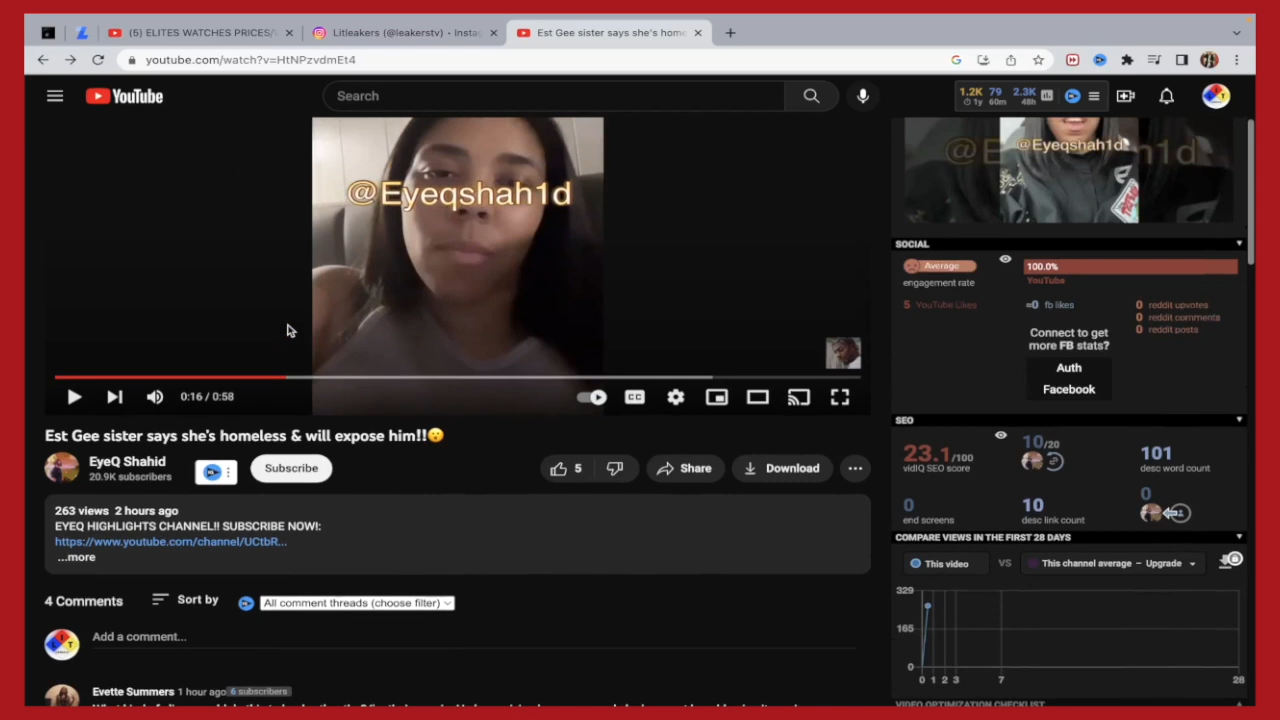 (5) ELITES WATCHES PRICES/
Litleakers (@leakerstv) • Insta
Est Gee sister says she's home
youtube.com/watch?v=HtNPzvdmEt4
YouTube
Search
1.2K 79 2.3K
1y 60m 48h
@Eyeqshah1d
@Eyeqshah1d
0:16 / 0:58
CC
Est Gee sister says she's homeless & will expose him!!😮
EyeQ Shahid
20.9K subscribers
Subscribe
5
Share
Download
263 views 2 hours ago
EYEQ HIGHLIGHTS CHANNEL!! SUBSCRIBE NOW!:
https://www.youtube.com/channel/UCtbR...
...more
4 Comments
Sort by
All comment threads (choose filter)
LIT
Add a comment...
Evette Summers 1 hour ago 6 subscribers
SOCIAL
Average
engagement rate
100.0%
YouTube
5 YouTube Likes
=0 fb likes
0 reddit upvotes
0 reddit comments
0 reddit posts
Connect to get
more FB stats?
Auth
Facebook
SEO
23.1/100
vidIQ SEO score
10/20
101
desc word count
0
end screens
10
desc link count
0
COMPARE VIEWS IN THE FIRST 28 DAYS
This video
VS
This channel average – Upgrade
329
165
0
0 1 2 3 7 28
VIDEO OPTIMIZATION CHECKLIST